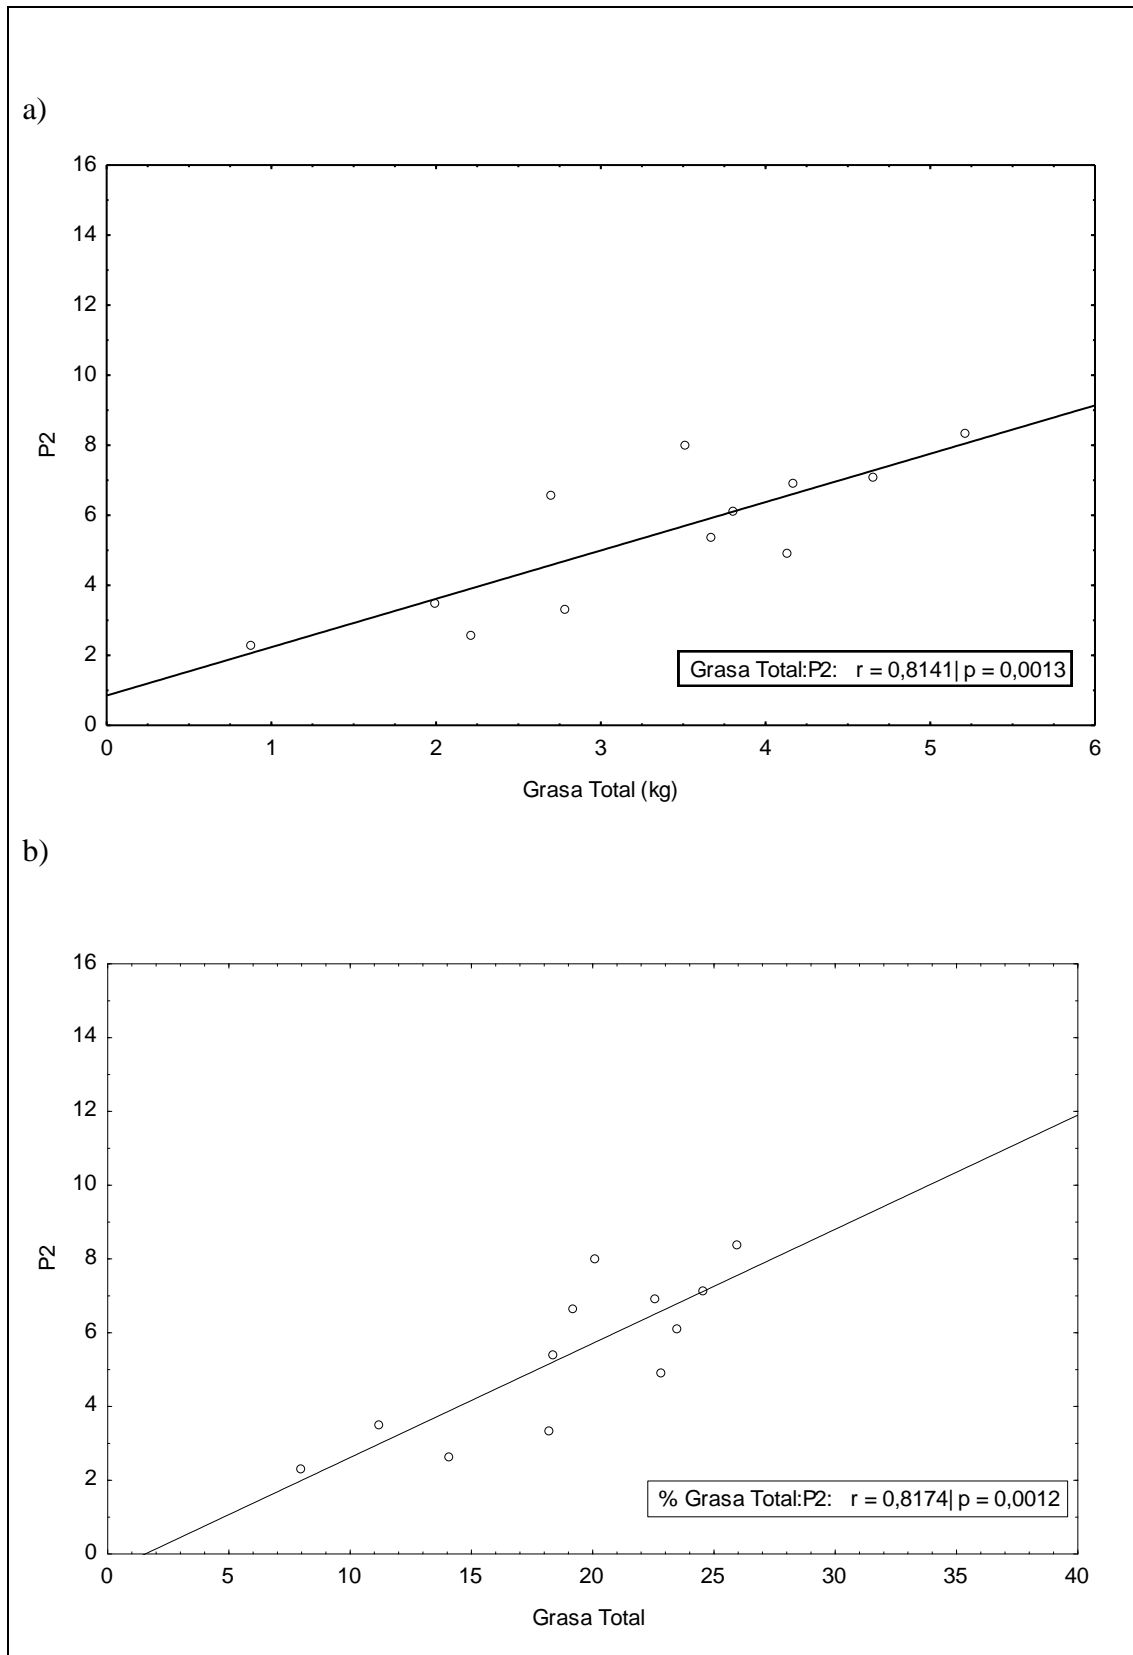 a)
16
14
12
10
8
6
4
2
0
P2
Grasa Total:P2: r = 0,8141| p = 0,0013
0 1 2 3 4 5 6
Grasa Total (kg)
b)
16
14
12
10
8
6
4
2
0
P2
% Grasa Total:P2: r = 0,8174| p = 0,0012
0 5 10 15 20 25 30 35 40
Grasa Total